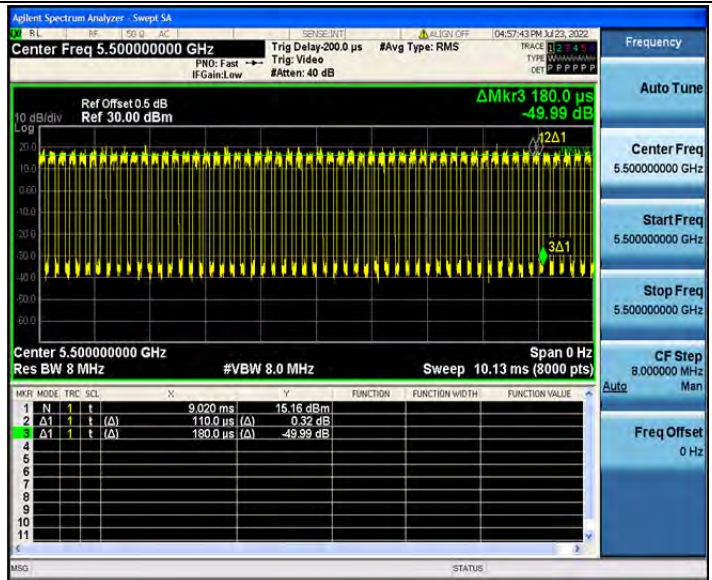 Agilent Spectrum Analyzer - Swept SA
RL RF 50 Ω AC SENSE:INT ALIGN OFF 04:57:43 PM Jul 23, 2022
Center Freq 5.500000000 GHz Trig Delay-200.0 µs #Avg Type: RMS TRACE 1 2 3 4 5 6
PNO: Fast Trig: Video TYPE
IFGain:Low #Atten: 40 dB DET P P P P P P
Ref Offset 0.5 dB ΔMkr3 180.0 µs
10 dB/div Ref 30.00 dBm -49.99 dB
Log
20.0
10.0
0.00
-10.0
-20.0
-30.0
-40.0
-50.0
-60.0
12Δ1
3Δ1
Center 5.500000000 GHz Span 0 Hz
Res BW 8 MHz #VBW 8.0 MHz Sweep 10.13 ms (8000 pts)
MKR MODE TRC SCL X Y FUNCTION FUNCTION WIDTH FUNCTION VALUE
1 N 1 t 9.020 ms 15.16 dBm
2 Δ1 1 t (Δ) 110.0 µs (Δ) 0.32 dB
3 Δ1 1 t (Δ) 180.0 µs (Δ) -49.99 dB
4
5
6
7
8
9
10
11
MSG STATUS
Frequency
Auto Tune
Center Freq
5.500000000 GHz
Start Freq
5.500000000 GHz
Stop Freq
5.500000000 GHz
CF Step
8.000000 MHz
Auto Man
Freq Offset
0 Hz